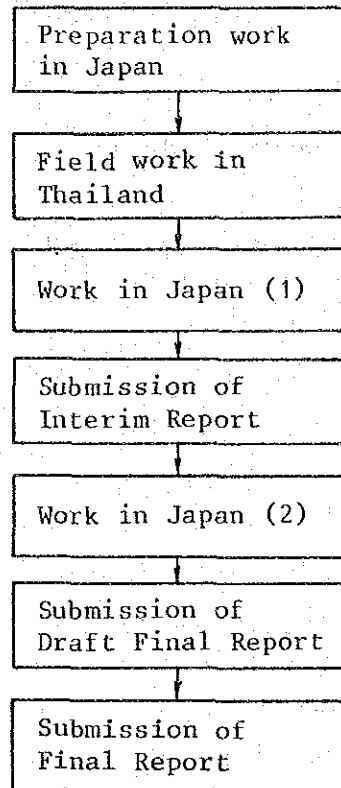 Preparation work
in Japan
Field work in
Thailand
Work in Japan (1)
Submission of
Interim Report
Work in Japan (2)
Submission of
Draft Final Report
Submission of
Final Report